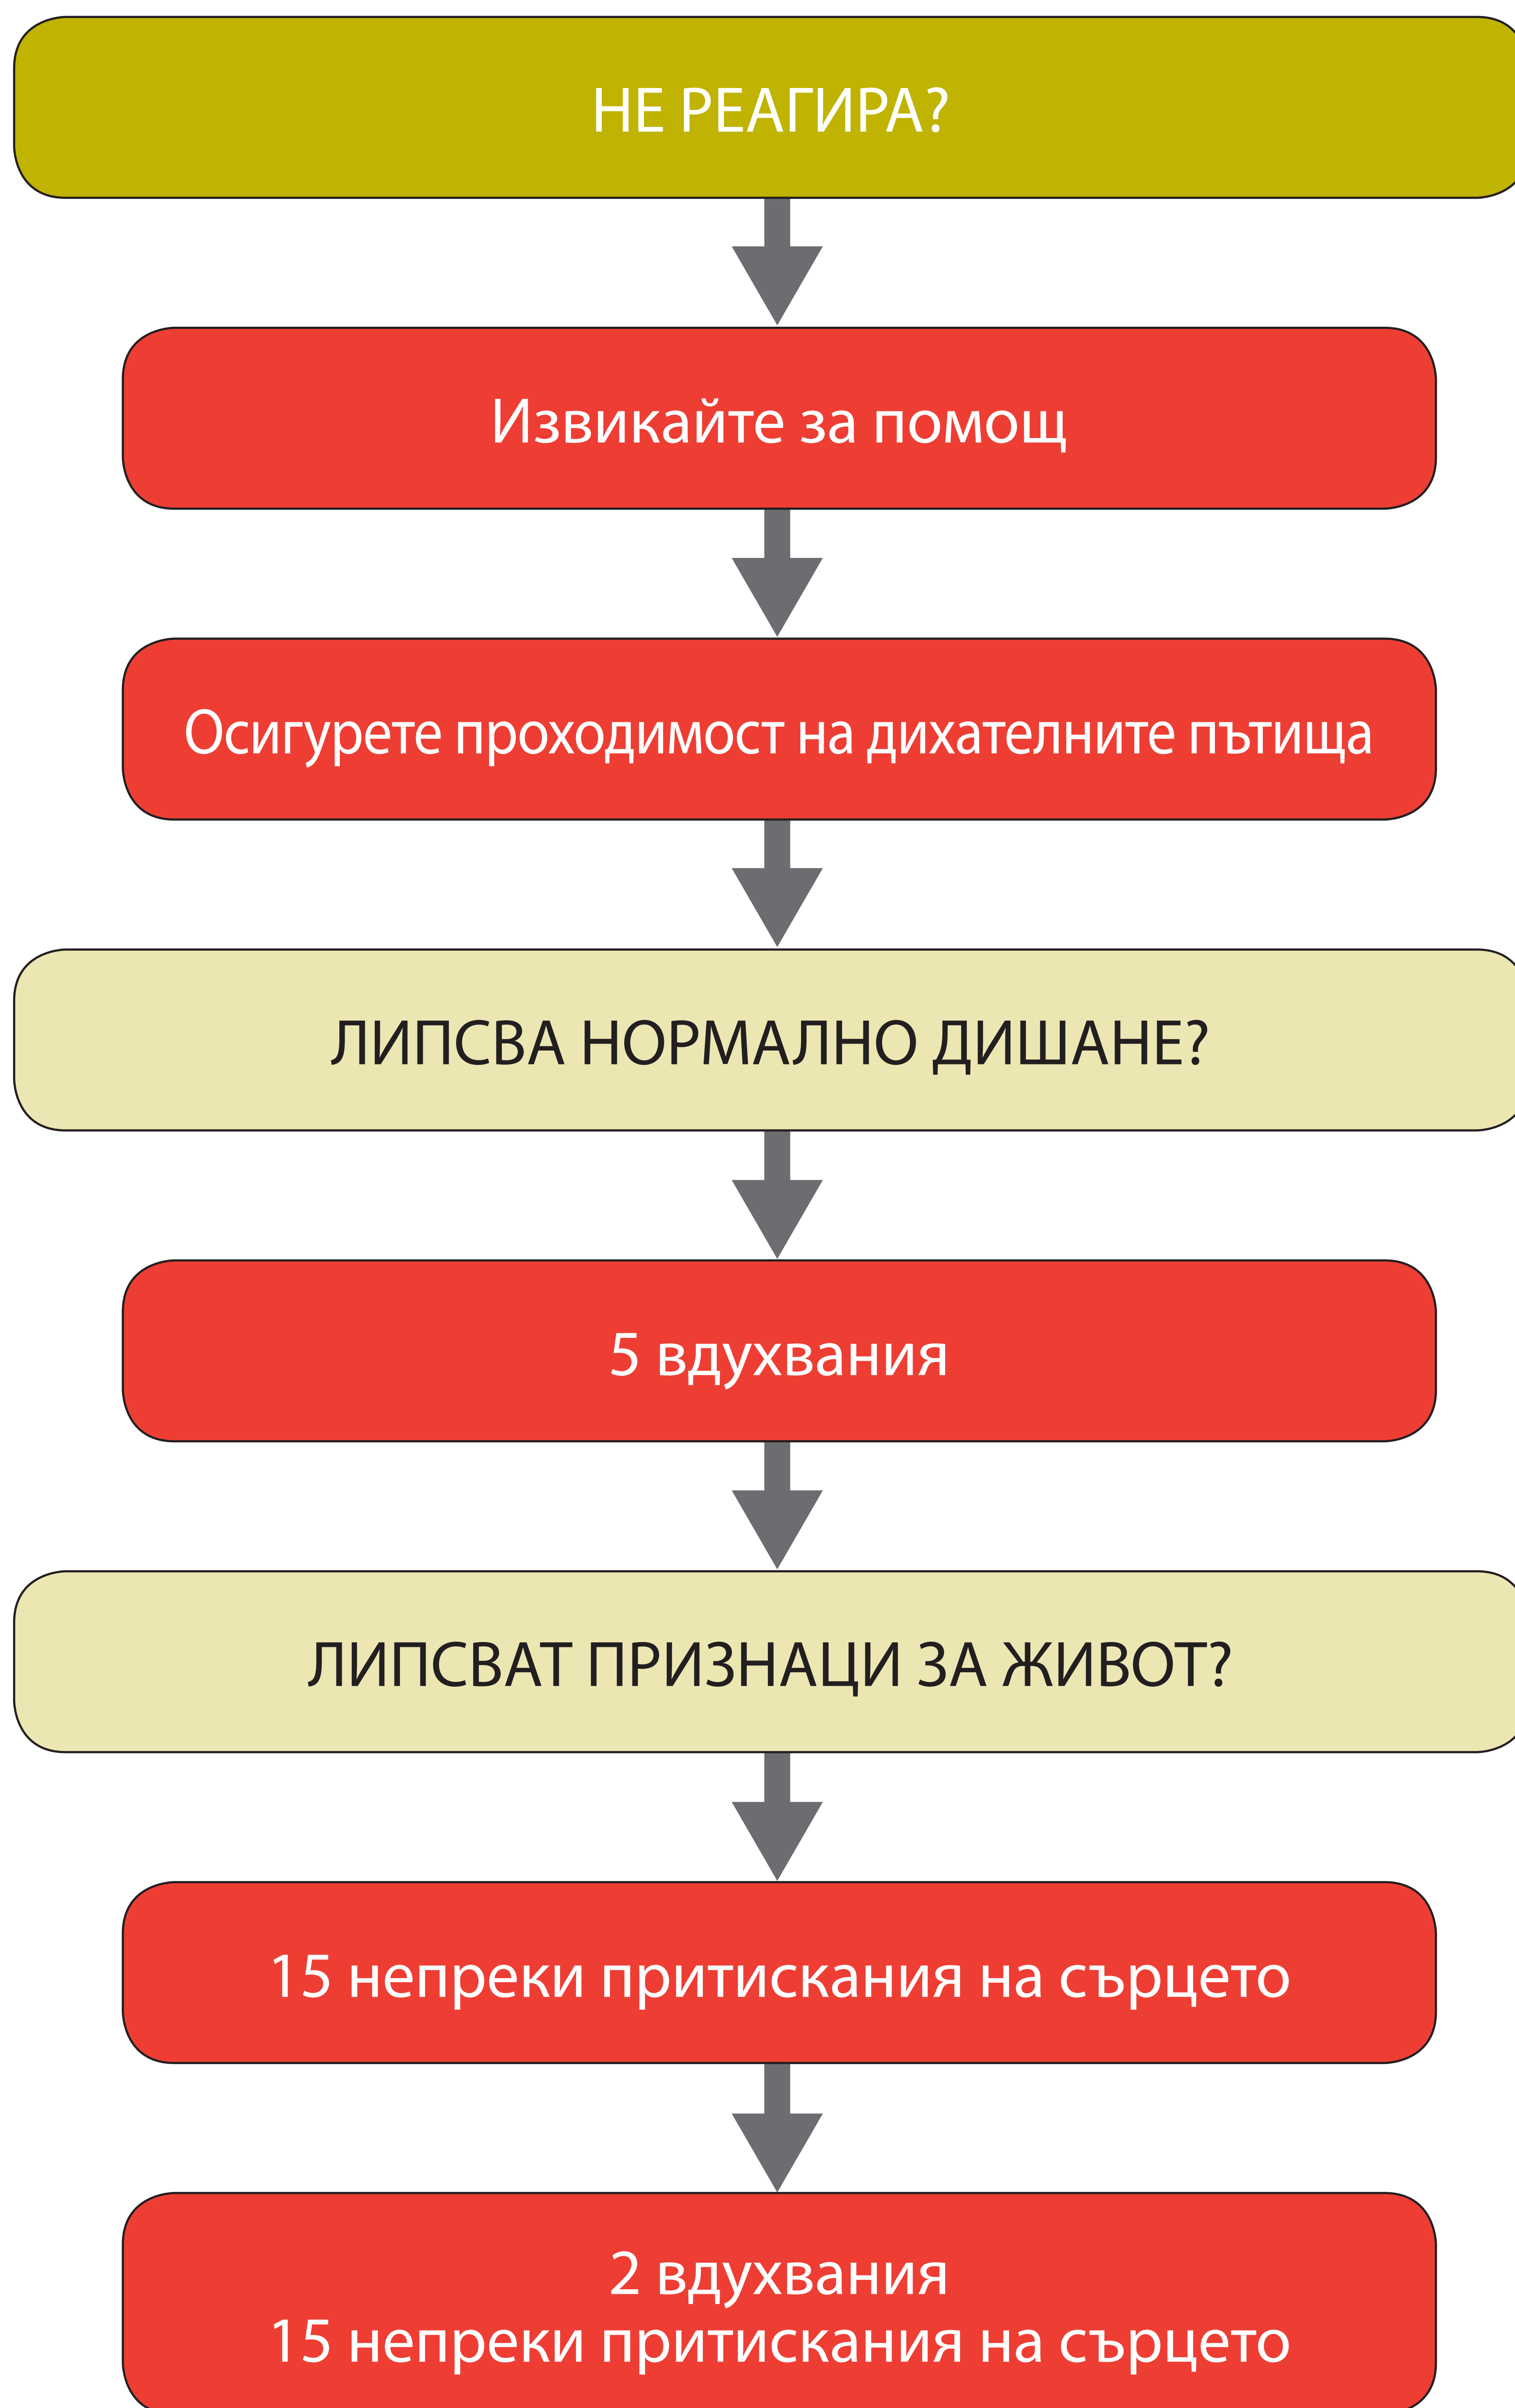 НЕ РЕАГИРА?
Извикайте за помощ
Осигурете проходимост на дихателните пътища
ЛИПСВА НОРМАЛНО ДИШАНЕ?
5 вдухвания
ЛИПСВАТ ПРИЗНАЦИ ЗА ЖИВОТ?
15 непреки притискания на сърцето
2 вдухвания
15 непреки притискания на сърцето